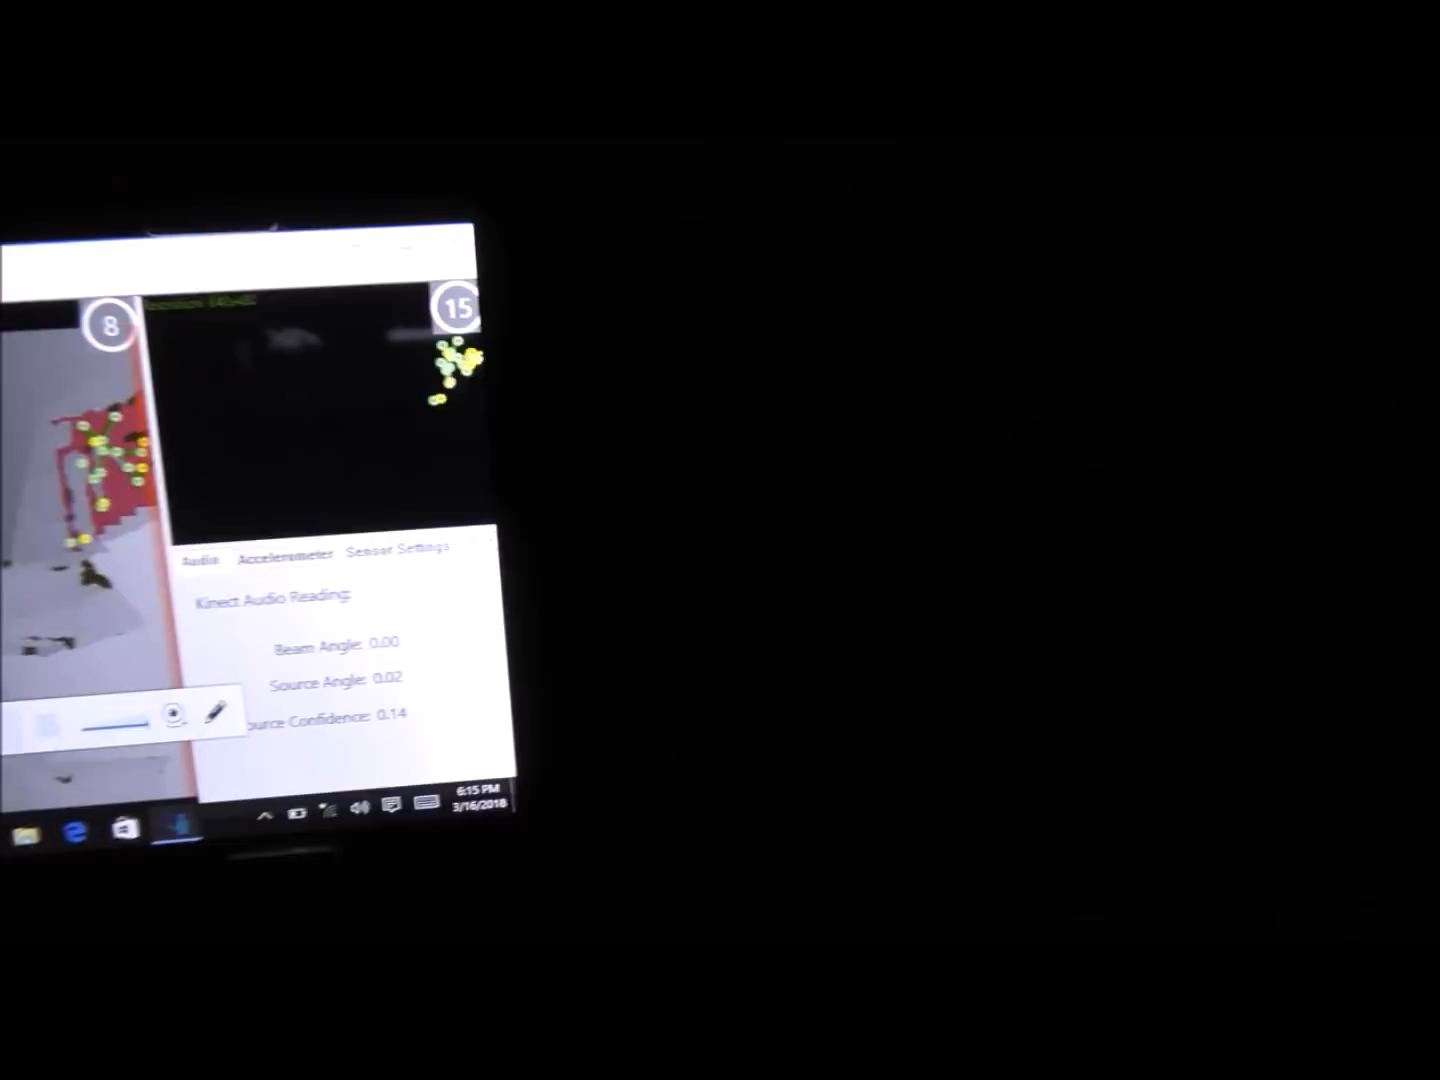 8
15
Audio Accelerometer Sensor Settings
Kinect Audio Reading:
Beam Angle: 0.00
Source Angle: 0.02
Confidence: 0.14
6:15 PM
3/16/2018